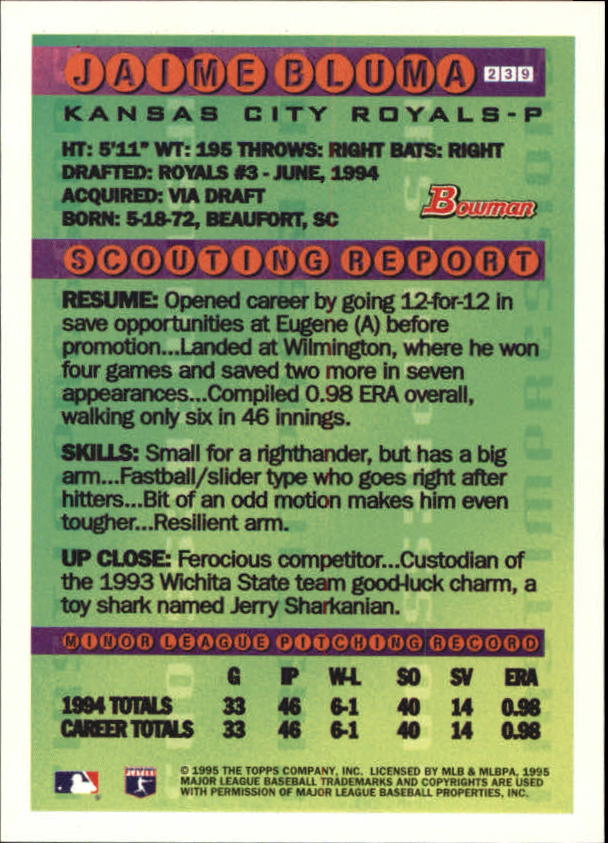 JAIME BLUMA 239
KANSAS CITY ROYALS-P
HT: 5'11" WT: 195 THROWS: RIGHT BATS: RIGHT
DRAFTED: ROYALS #3 - JUNE, 1994
ACQUIRED: VIA DRAFT
BORN: 5-18-72, BEAUFORT, SC
Bowman
SCOUTING REPORT
RESUME: Opened career by going 12-for-12 in
save opportunities at Eugene (A) before
promotion...Landed at Wilmington, where he won
four games and saved two more in seven
appearances...Compiled 0.98 ERA overall,
walking only six in 46 innings.
SKILLS: Small for a righthander, but has a big
arm...Fastball/slider type who goes right after
hitters...Bit of an odd motion makes him even
tougher...Resilient arm.
UP CLOSE: Ferocious competitor...Custodian of
the 1993 Wichita State team good-luck charm, a
toy shark named Jerry Sharkanian.
MINOR LEAGUE PITCHING RECORD
G IP W-L SO SV ERA
1994 TOTALS 33 46 6-1 40 14 0.98
CAREER TOTALS 33 46 6-1 40 14 0.98
© 1995 THE TOPPS COMPANY, INC. LICENSED BY MLB & MLBPA, 1995
MAJOR LEAGUE BASEBALL TRADEMARKS AND COPYRIGHTS ARE USED
WITH PERMISSION OF MAJOR LEAGUE BASEBALL PROPERTIES, INC.